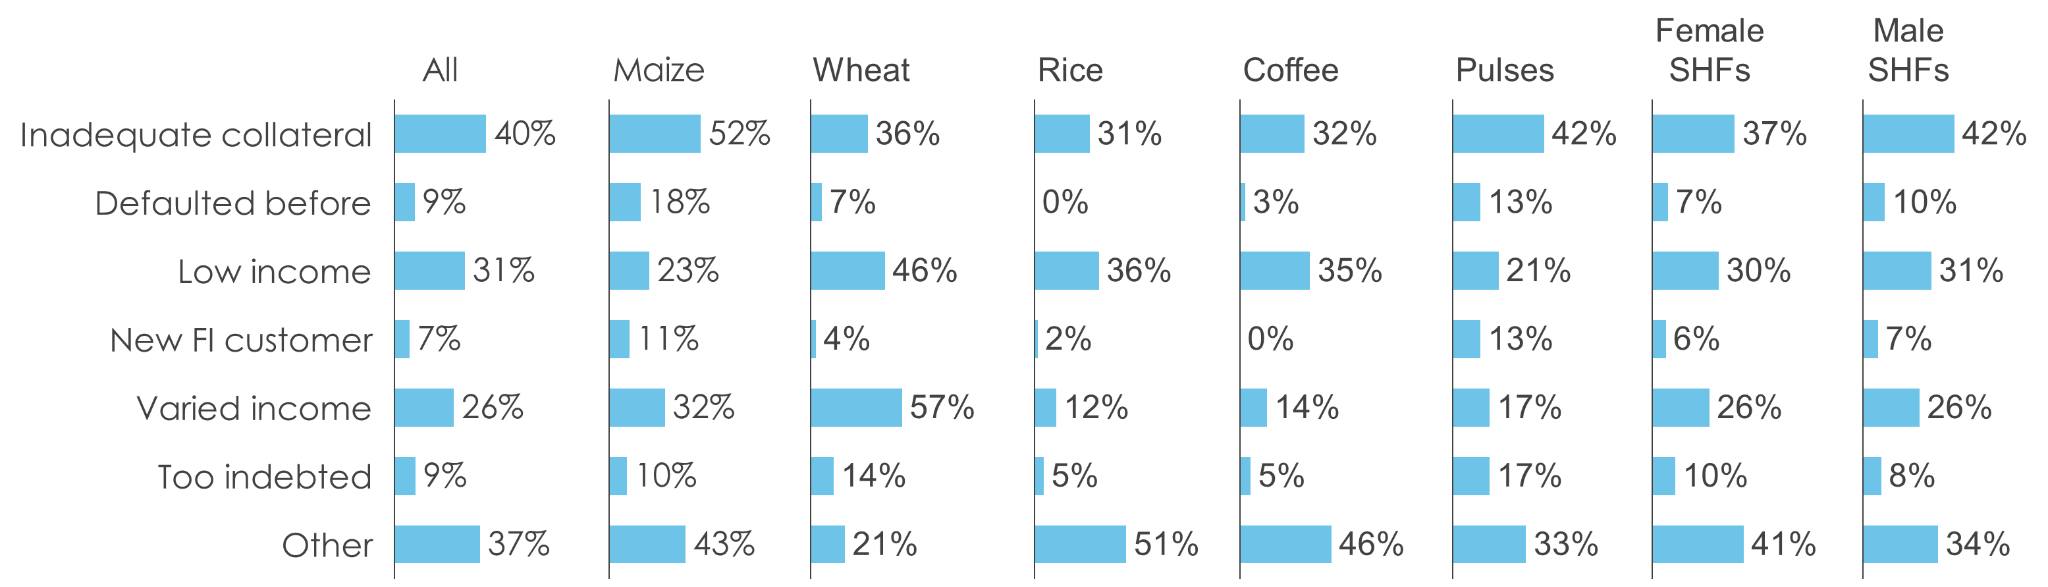 Female Male
All Maize Wheat Rice Coffee Pulses SHFs SHFs
Inadequate collateral 40% 52% 36% 31% 32% 42% 37% 42%
Defaulted before 9% 18% 7% 0% 3% 13% 7% 10%
Low income 31% 23% 46% 36% 35% 21% 30% 31%
New FI customer 7% 11% 4% 2% 0% 13% 6% 7%
Varied income 26% 32% 57% 12% 14% 17% 26% 26%
Too indebted 9% 10% 14% 5% 5% 17% 10% 8%
Other 37% 43% 21% 51% 46% 33% 41% 34%